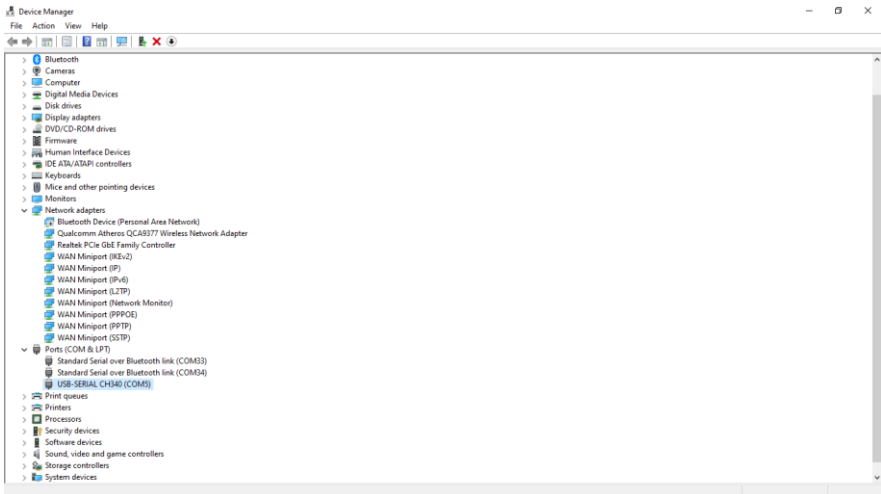 Device Manager
File Action View Help
Bluetooth
Cameras
Computer
Digital Media Devices
Disk drives
Display adapters
DVD/CD-ROM drives
Firmware
Human Interface Devices
IDE ATA/ATAPI controllers
Keyboards
Mice and other pointing devices
Monitors
Network adapters
Bluetooth Device (Personal Area Network)
Qualcomm Atheros QCA9377 Wireless Network Adapter
Realtek PCIe GbE Family Controller
WAN Miniport (IKEv2)
WAN Miniport (IP)
WAN Miniport (IPv6)
WAN Miniport (L2TP)
WAN Miniport (Network Monitor)
WAN Miniport (PPPOE)
WAN Miniport (PPTP)
WAN Miniport (SSTP)
Ports (COM & LPT)
Standard Serial over Bluetooth link (COM33)
Standard Serial over Bluetooth link (COM34)
USB-SERIAL CH340 (COM5)
Print queues
Printers
Processors
Security devices
Software devices
Sound, video and game controllers
Storage controllers
System devices